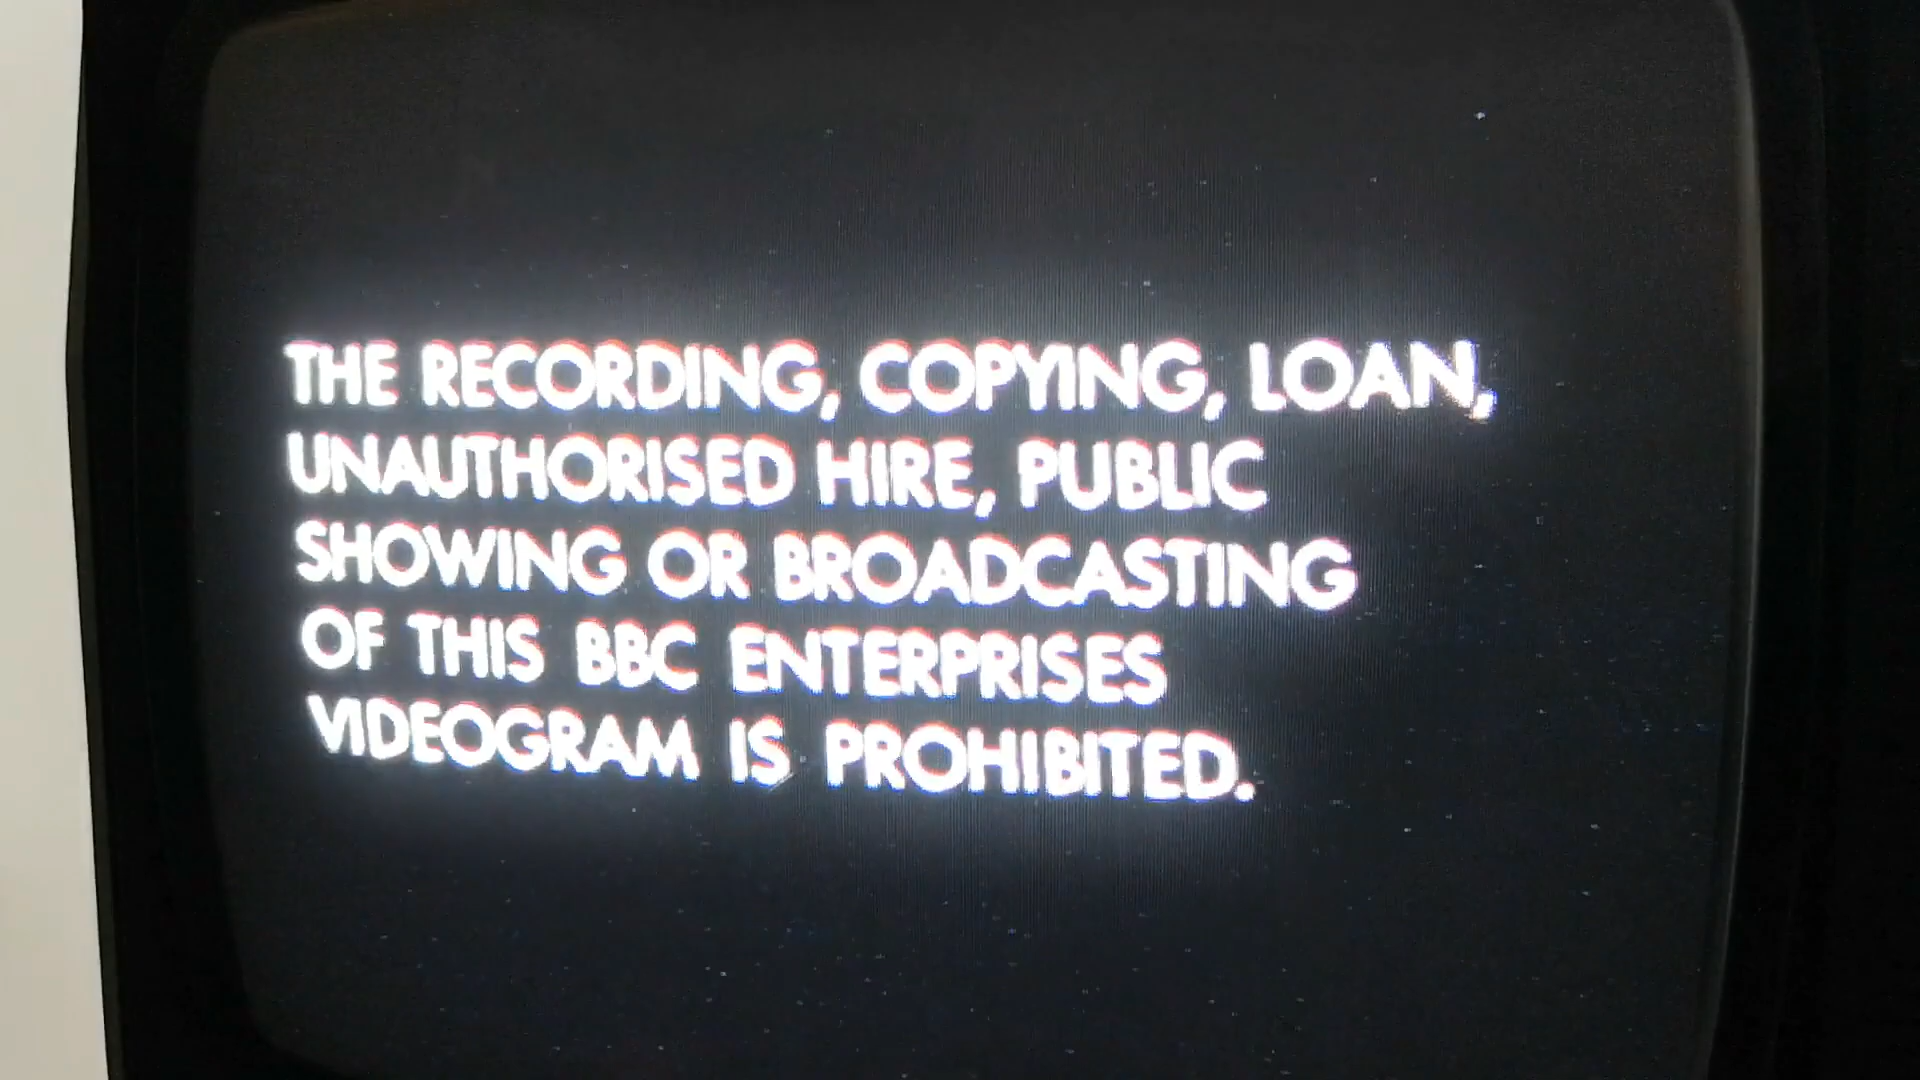 THE RECORDING, COPYING, LOAN,
UNAUTHORISED HIRE, PUBLIC
SHOWING OR BROADCASTING
OF THIS BBC ENTERPRISES
VIDEOGRAM IS PROHIBITED.